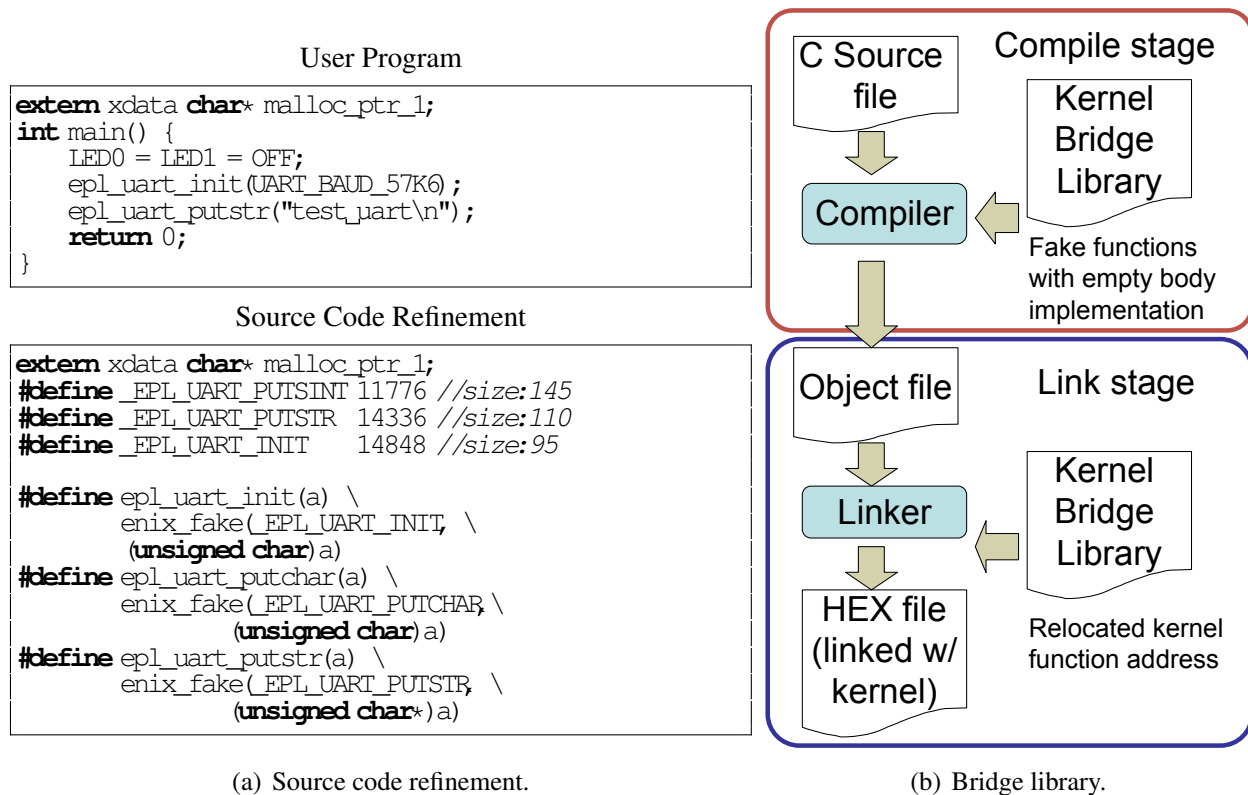 User Program
extern xdata char* malloc_ptr_1;
int main() {
    LED0 = LED1 = OFF;
    epl_uart_init(UART_BAUD_57K6);
    epl_uart_putstr("test␣uart\n");
    return 0;
}
Source Code Refinement
extern xdata char* malloc_ptr_1;
#define _EPL_UART_PUTSINT 11776 //size:145
#define _EPL_UART_PUTSTR 14336 //size:110
#define _EPL_UART_INIT 14848 //size:95
#define epl_uart_init(a) \
enix_fake(_EPL_UART_INIT, \
(unsigned char)a)
#define epl_uart_putchar(a) \
enix_fake(_EPL_UART_PUTCHAR,\
(unsigned char)a)
#define epl_uart_putstr(a) \
enix_fake(_EPL_UART_PUTSTR, \
(unsigned char*)a)
(a) Source code refinement.
Compile stage
C Source
file
Kernel
Bridge
Library
Compiler
Fake functions
with empty body
implementation
Link stage
Object file
Kernel
Bridge
Library
Linker
HEX file
(linked w/
kernel)
Relocated kernel
function address
(b) Bridge library.